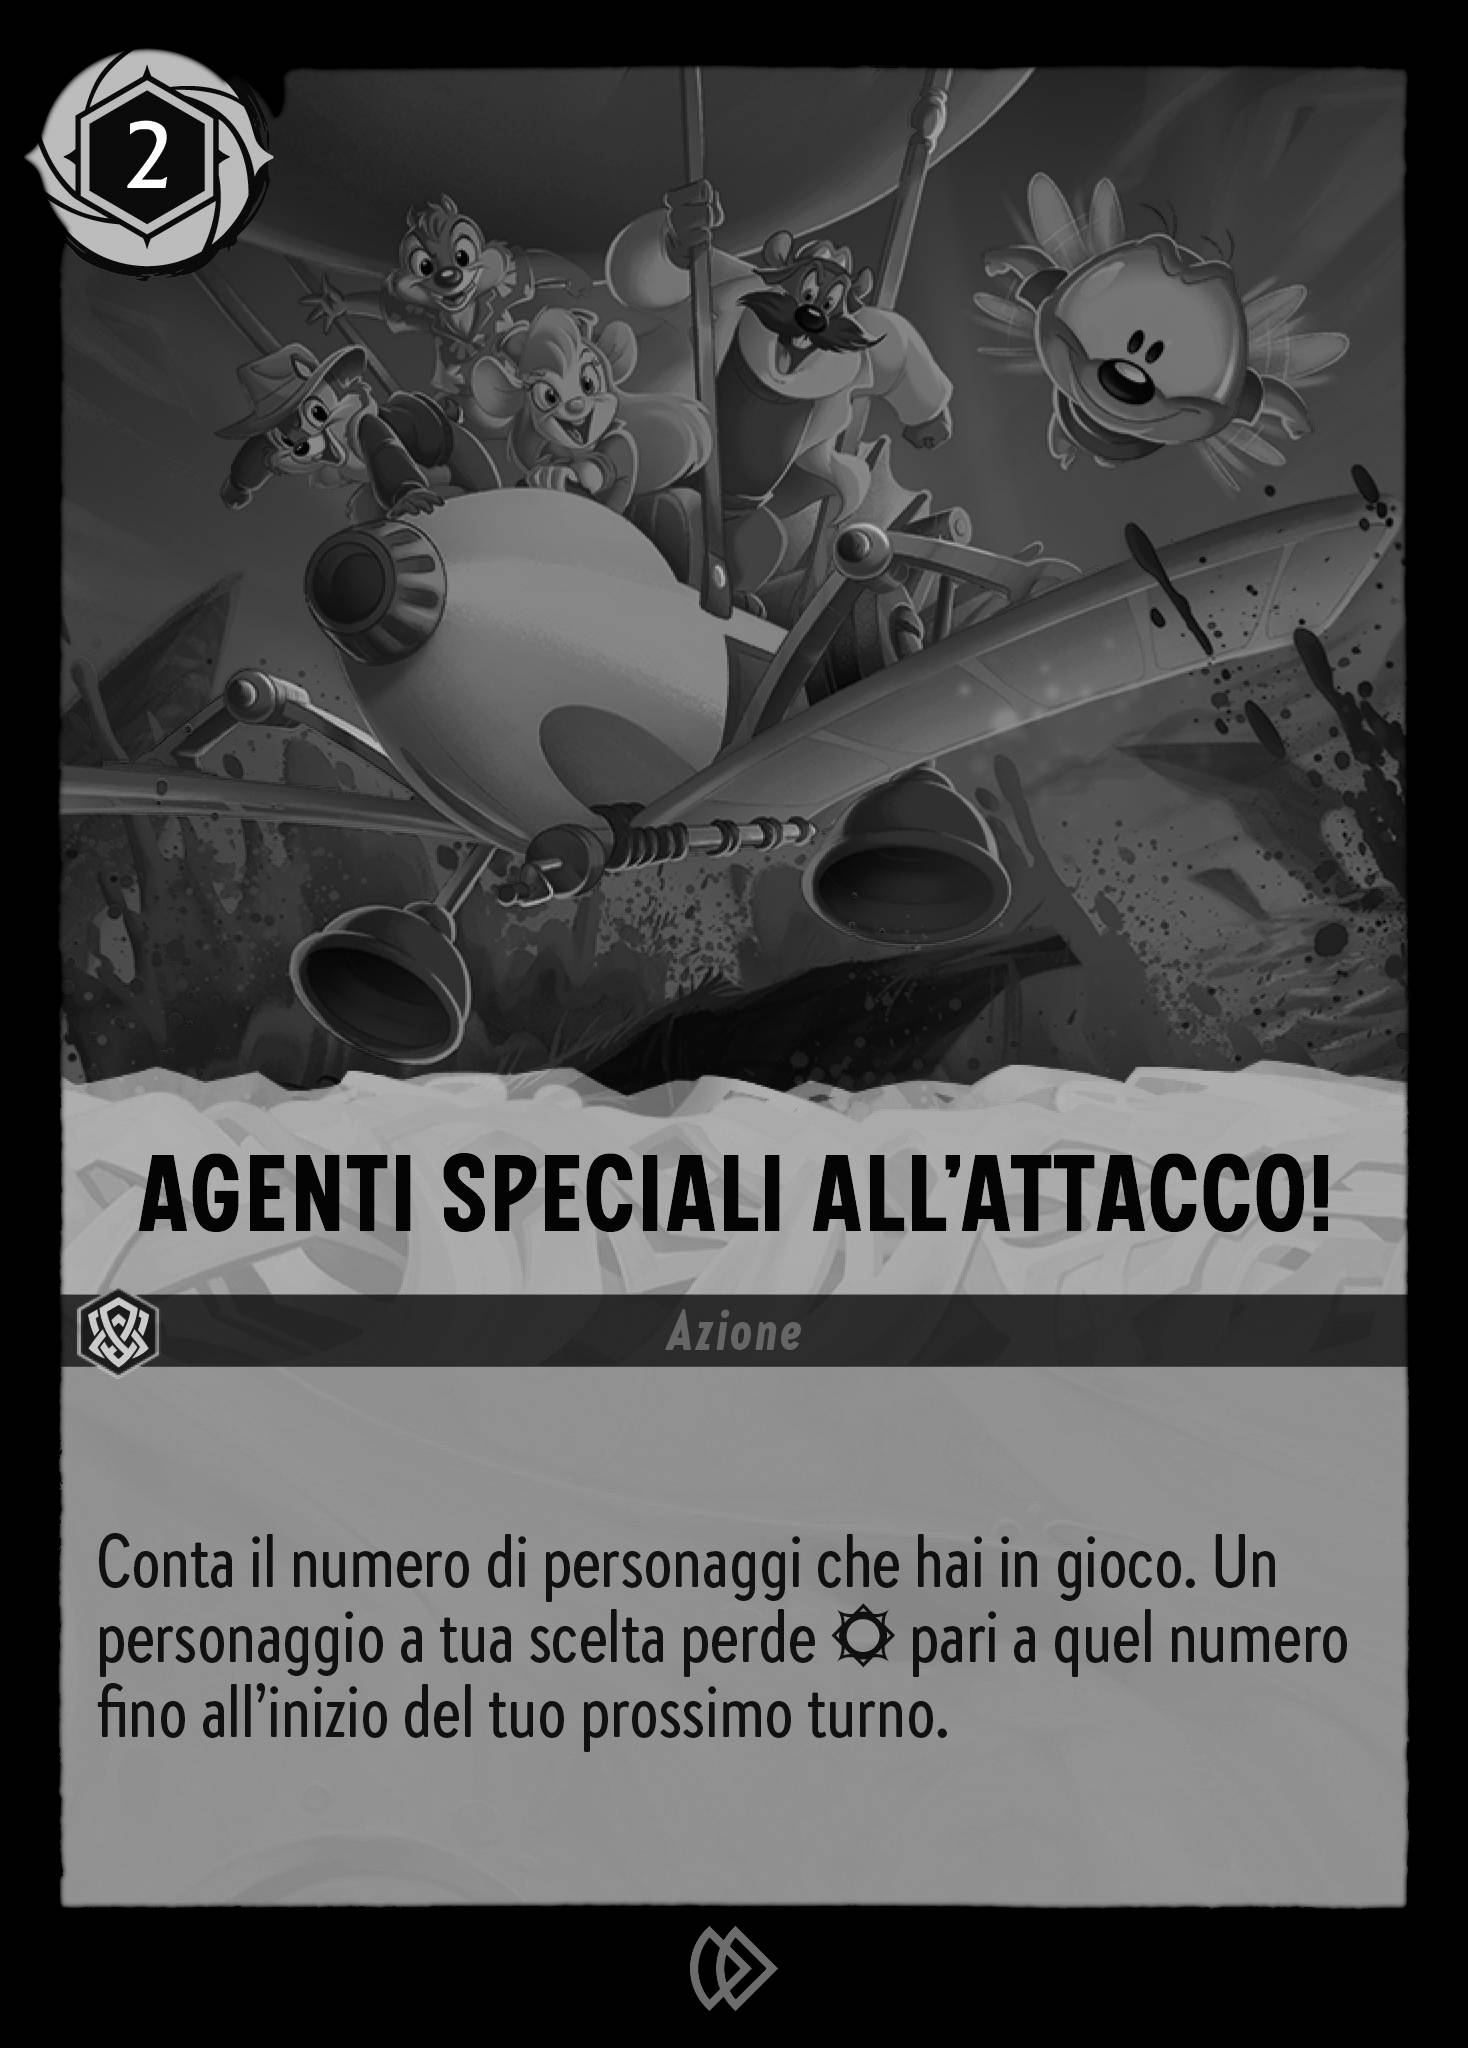 2
AGENTI SPECIALI ALL’ATTACCO!
Azione
Conta il numero di personaggi che hai in gioco. Un
personaggio a tua scelta perde pari a quel numero
fino all’inizio del tuo prossimo turno.